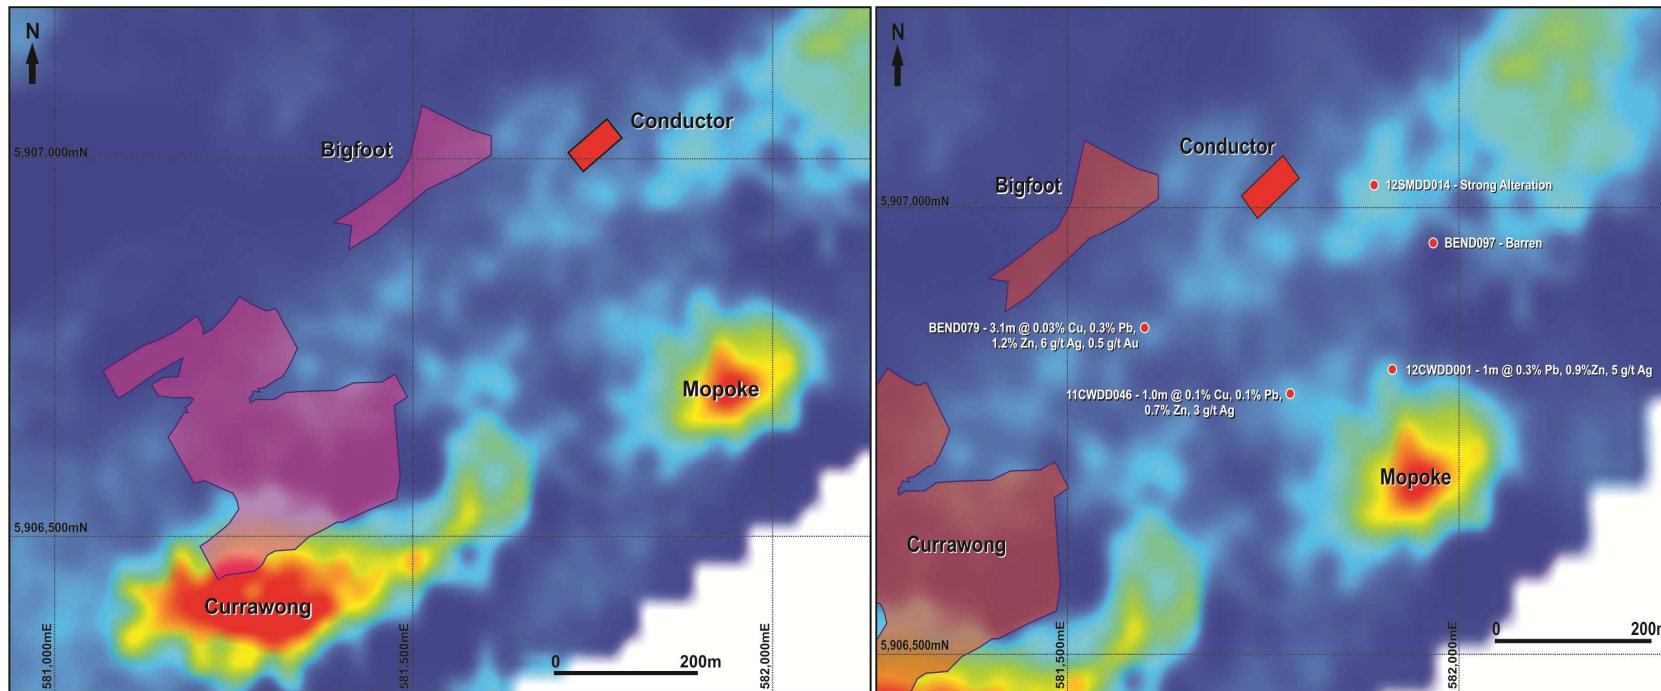 N
Conductor
Bigfoot
5,907,000mN
Mopoke
5,906,500mN
Currawong
581,000mE
581,500mE
582,000mE
0 200m
N
Conductor
Bigfoot
12SMDD014 - Strong Alteration
5,907,000mN
BEND097 - Barren
BEND079 - 3.1m @ 0.03% Cu, 0.3% Pb,
1.2% Zn, 6 g/t Ag, 0.5 g/t Au
12CWDD001 - 1m @ 0.3% Pb, 0.9%Zn, 5 g/t Ag
11CWDD046 - 1.0m @ 0.1% Cu, 0.1% Pb,
0.7% Zn, 3 g/t Ag
Mopoke
Currawong
5,906,500mN
581,500mE
582,000mE
0 200m